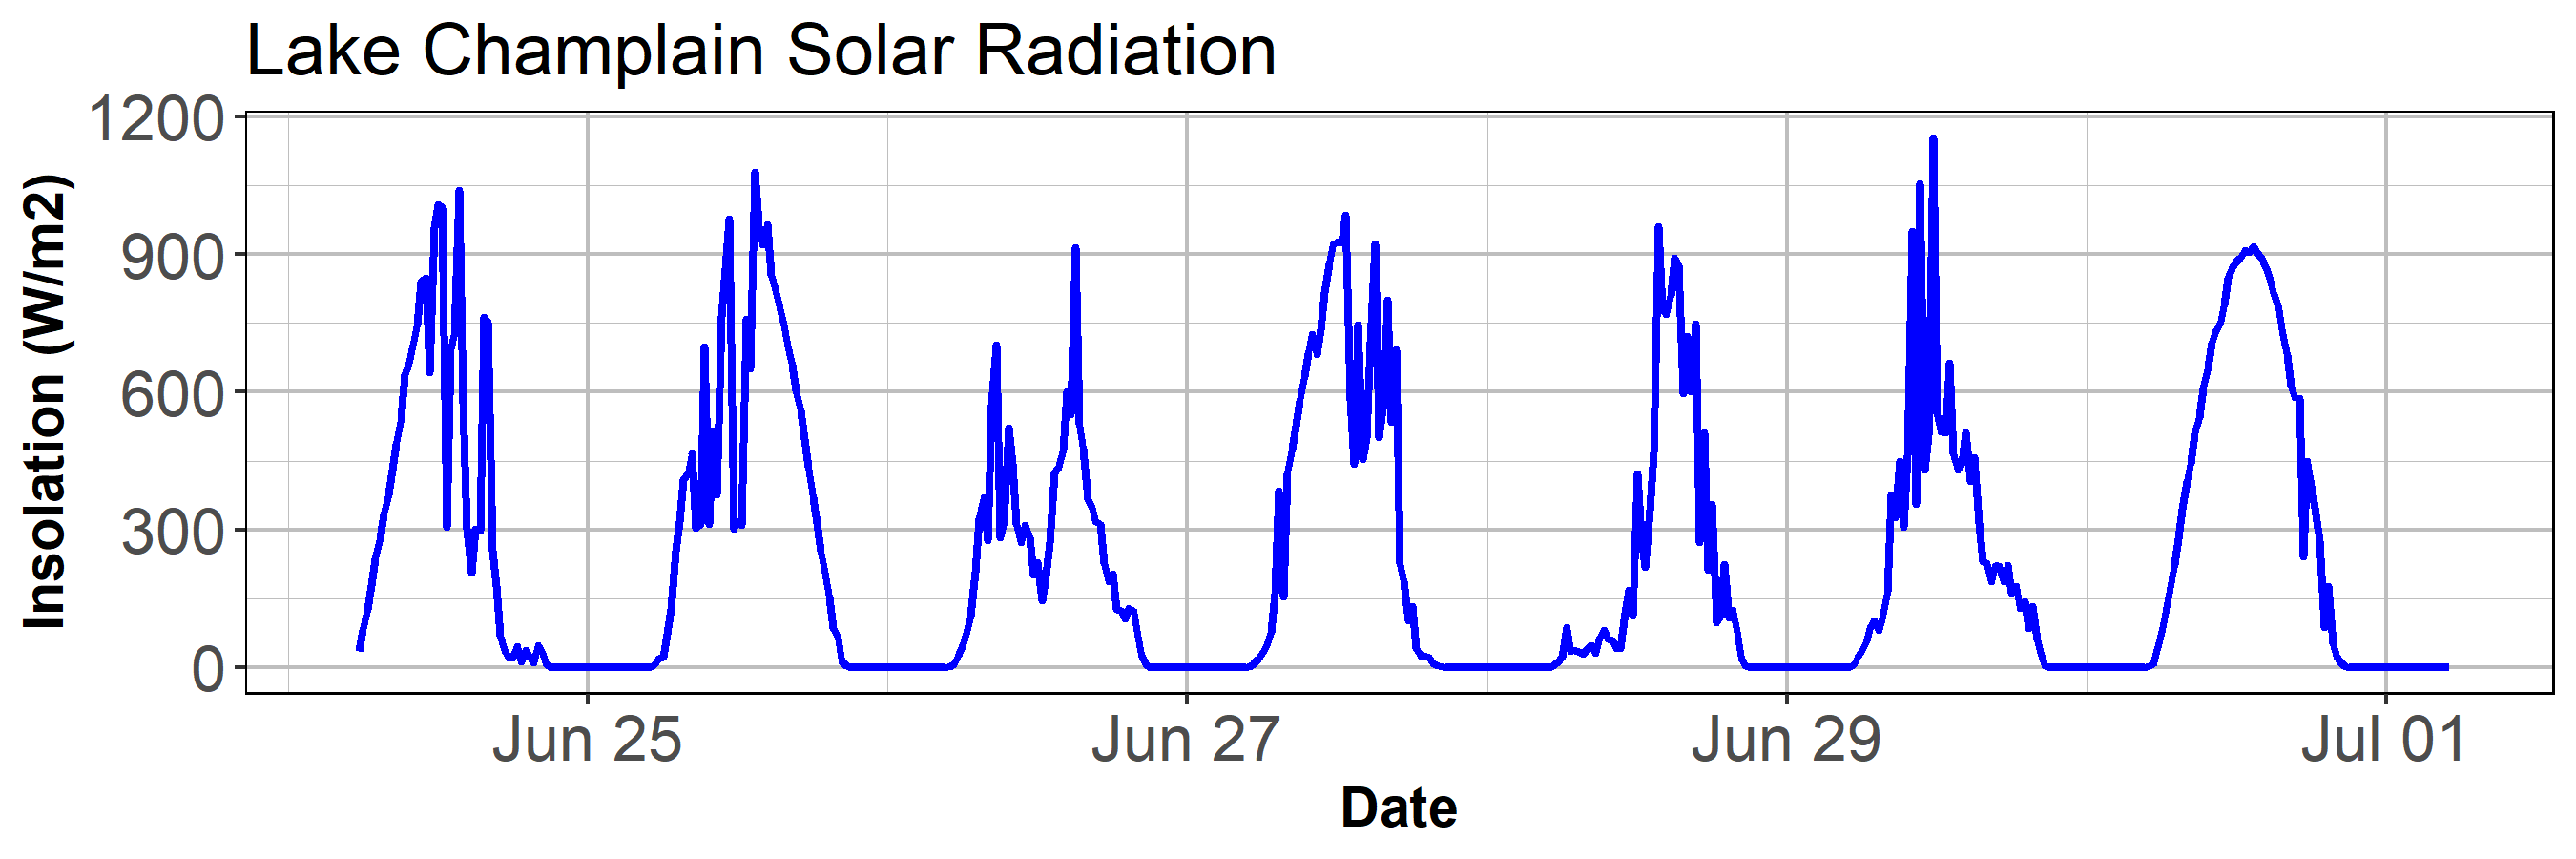 Lake Champlain Solar Radiation
Insolation (W/m2)
1200
900
600
300
0
Jun 25 Jun 27 Jun 29 Jul 01
Date